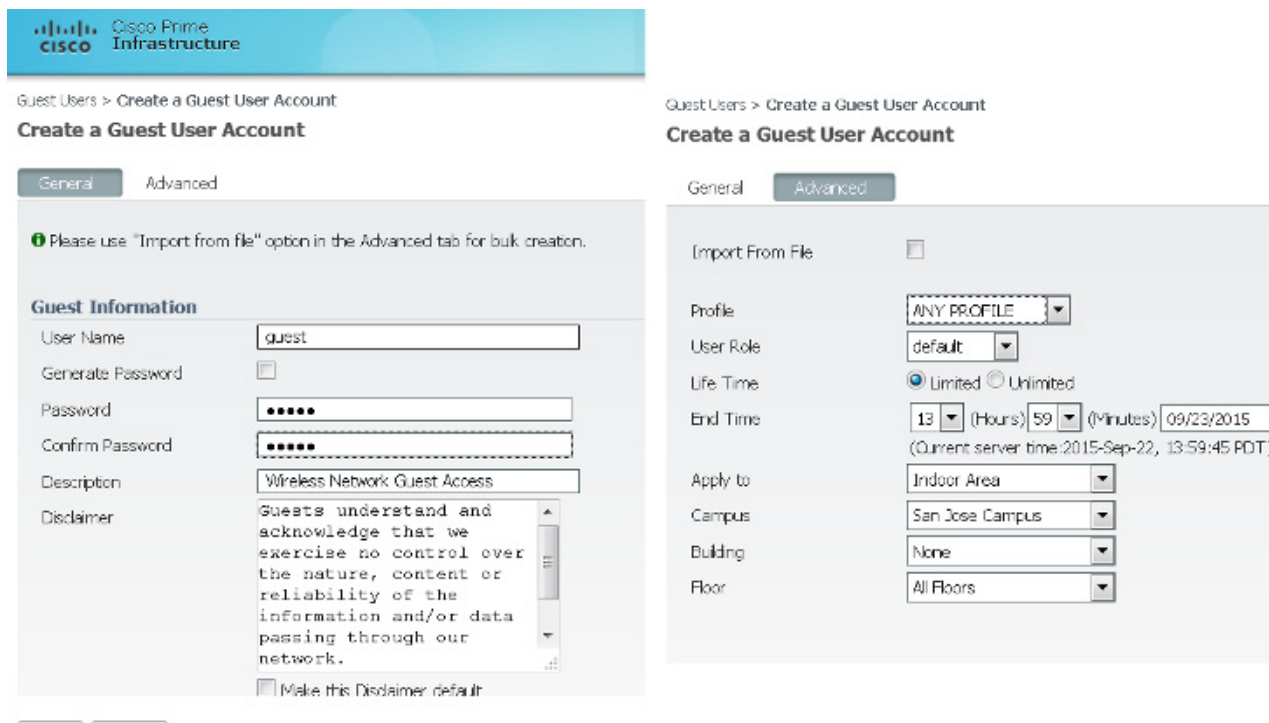 cisco
Cisco Prime
Infrastructure
Guest Users > Create a Guest User Account
Create a Guest User Account
General
Advanced
Please use "Import from file" option in the Advanced tab for bulk creation.
Guest Information
User Name
guest
Generate Password
Password
•••••
Confirm Password
•••••
Description
Wireless Network Guest Access
Disclaimer
Guests understand and
acknowledge that we
exercise no control over
the nature, content or
reliability of the
information and/or data
passing through our
network.
Make this Disclaimer default
Guest Users > Create a Guest User Account
Create a Guest User Account
General
Advanced
Import From File
Profile
ANY PROFILE
User Role
default
Life Time
Limited
Unlimited
End Time
13 (Hours) 59 (Minutes) 09/23/2015
(Current server time:2015-Sep-22, 13:59:45 PDT)
Apply to
Indoor Area
Campus
San Jose Campus
Building
None
Floor
All Floors